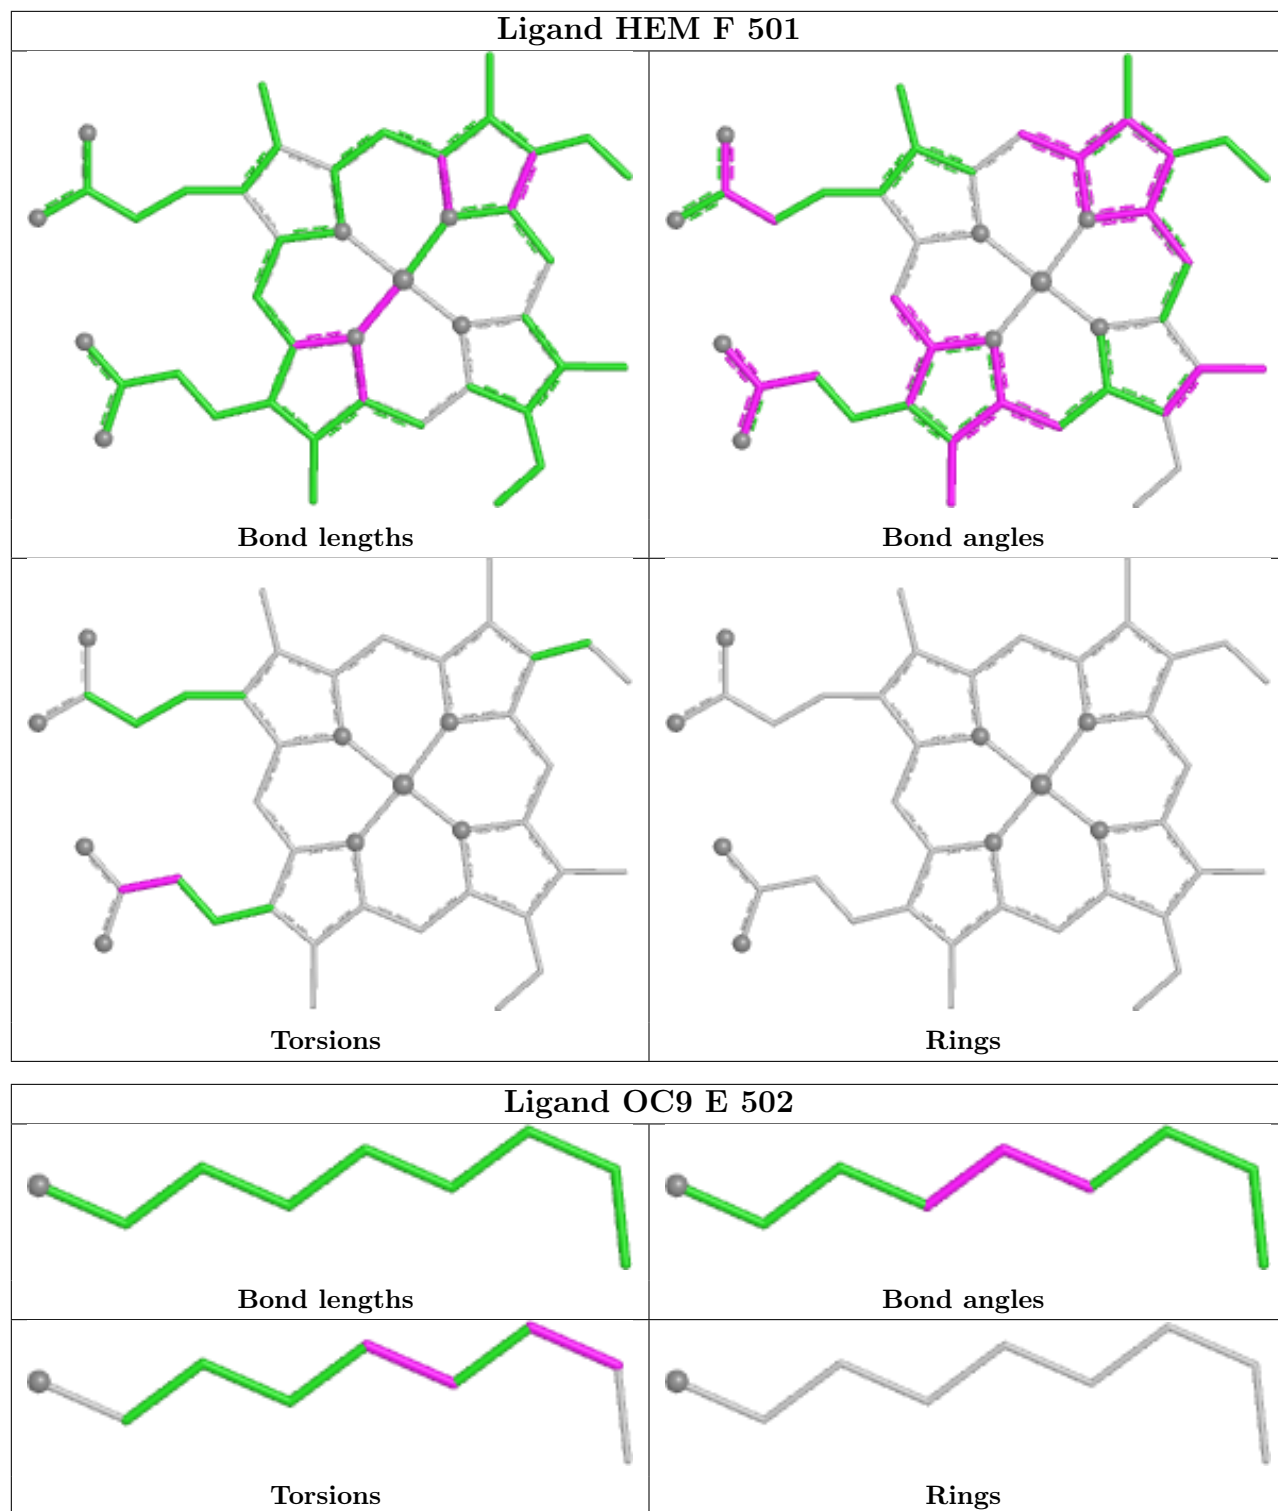 Ligand HEM F 501
Bond lengths
Bond angles
Torsions
Rings
Ligand OC9 E 502
Bond lengths
Bond angles
Torsions
Rings